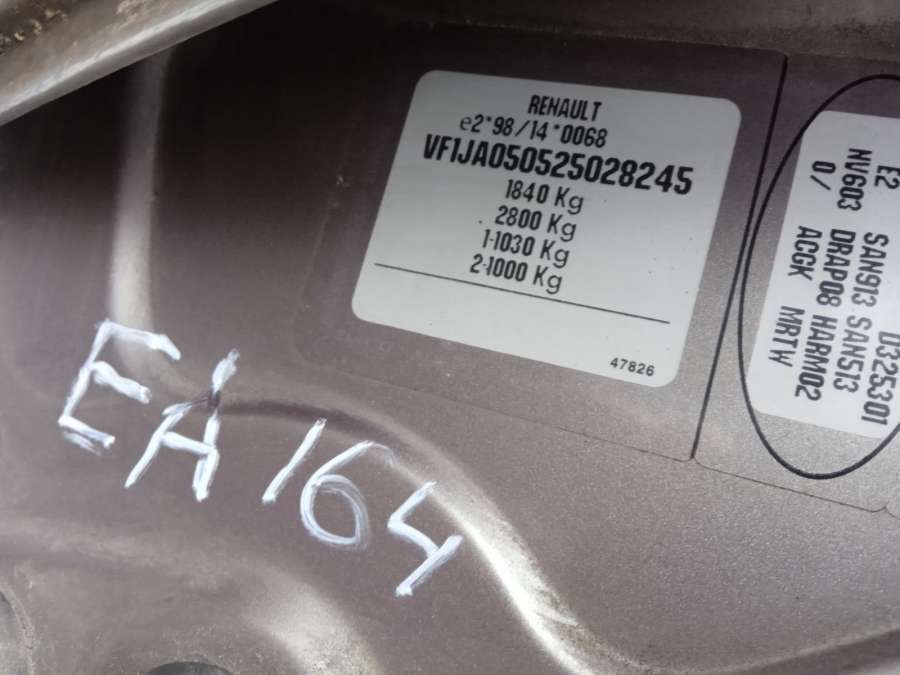 RENAULT
e2*98/14*0068
VF1JA050525028245
1840 Kg
2800 Kg
1-1030 Kg
2-1000 Kg
47826
E2 SAN913 SAN513 D325301
NV603 DRAP08 HARM02
0/ ACGK MRTW
EA164